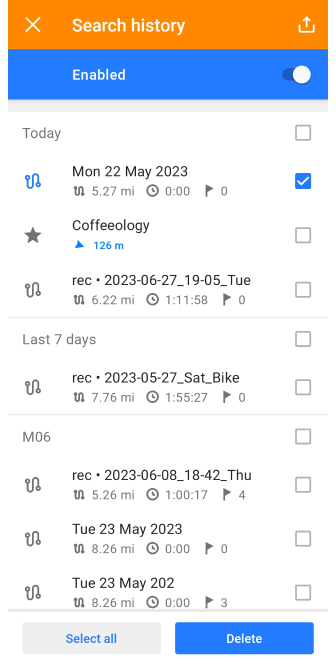 Search history
Enabled
Today
Mon 22 May 2023
5.27 mi 0:00 0
Coffeeology
126 m
rec • 2023-06-27_19-05_Tue
6.22 mi 1:11:58 0
Last 7 days
rec • 2023-05-27_Sat_Bike
7.76 mi 1:55:27 0
M06
rec • 2023-06-08_18-42_Thu
5.26 mi 1:00:17 4
Tue 23 May 2023
8.26 mi 0:00 0
Tue 23 May 202
8.26 mi 0:00 3
Select all
Delete